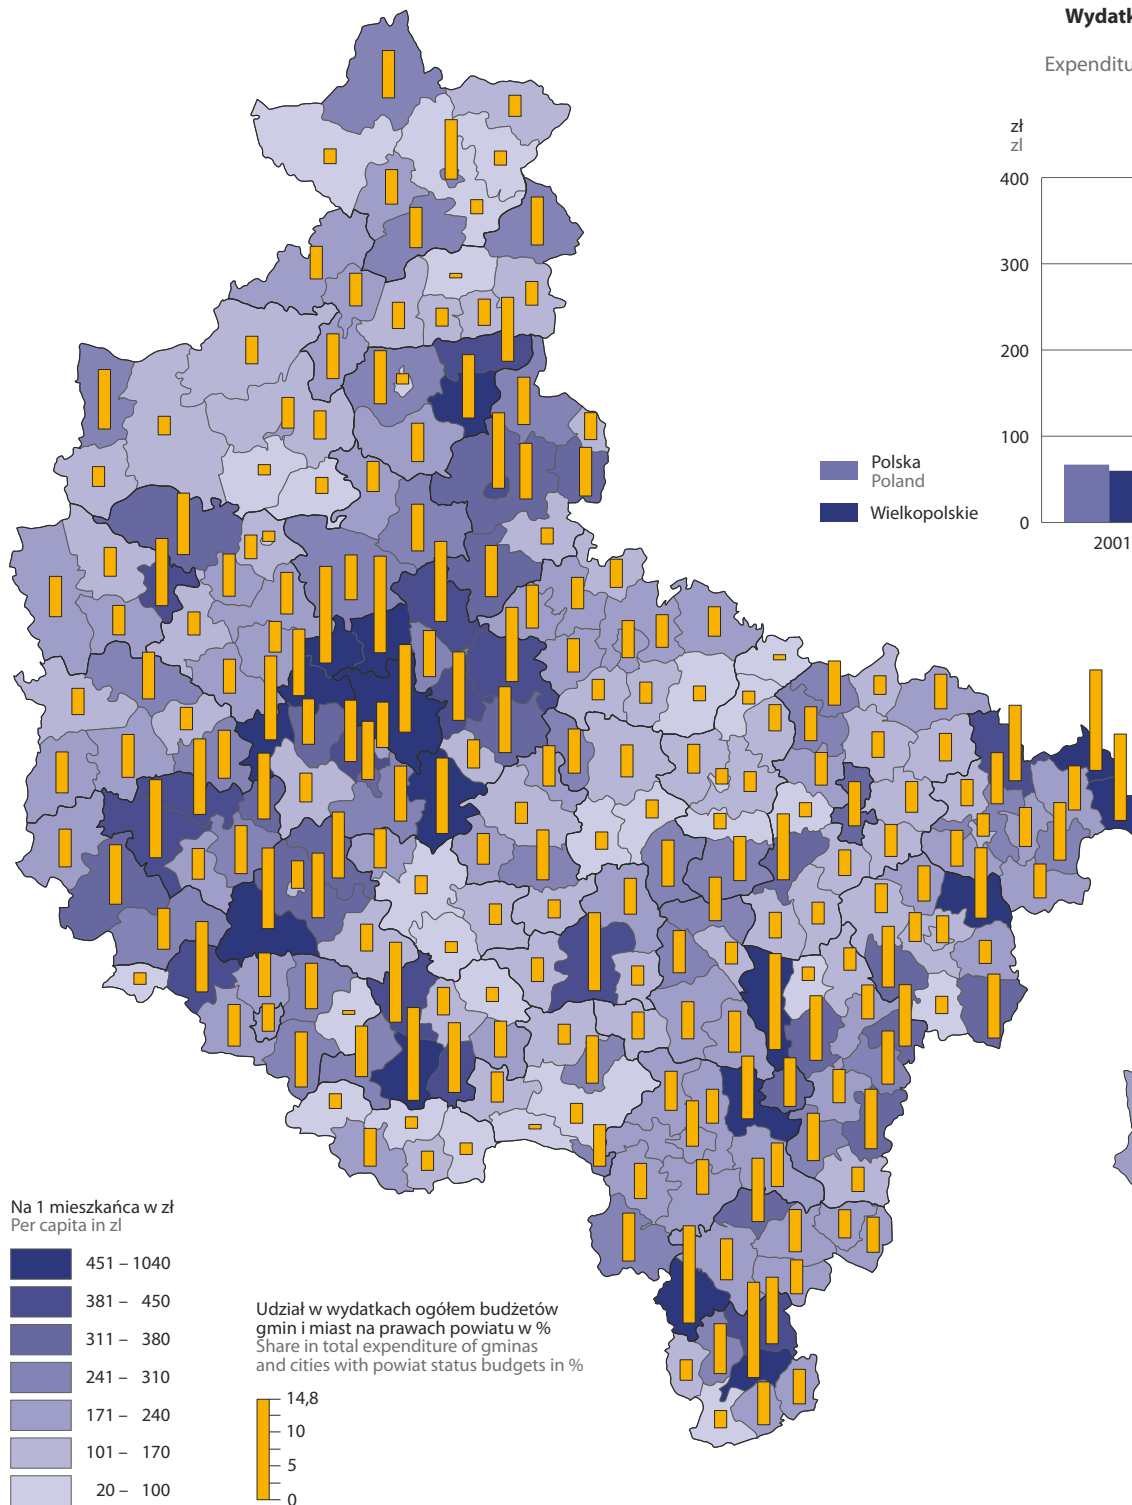 Expenditu
zł
zl
400
300
200
100
0
2001
Polska
Poland
Wielkopolskie
Na 1 mieszkańca w zł
Per capita in zl
451 – 1040
381 – 450
311 – 380
241 – 310
171 – 240
101 – 170
20 – 100
Udział w wydatkach ogółem budżetów
gmin i miast na prawach powiatu w %
Share in total expenditure of gminas
and cities with powiat status budgets in %
14,8
10
5
0